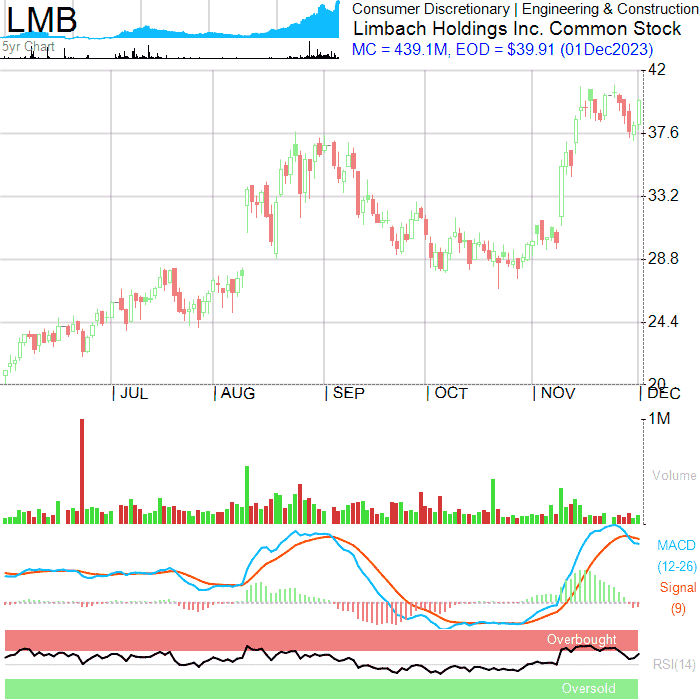 LMB
5yr Chart
Consumer Discretionary | Engineering & Construction
Limbach Holdings Inc. Common Stock
MC = 439.1M, EOD = $39.91 (01Dec2023)
42
37.6
33.2
28.8
24.4
20
JUL AUG SEP OCT NOV DEC
1M
Volume
MACD
(12-26)
Signal
(9)
Overbought
RSI(14)
Oversold